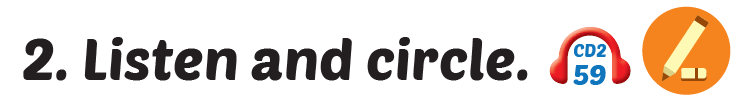 2. Listen and circle.
CD2
59